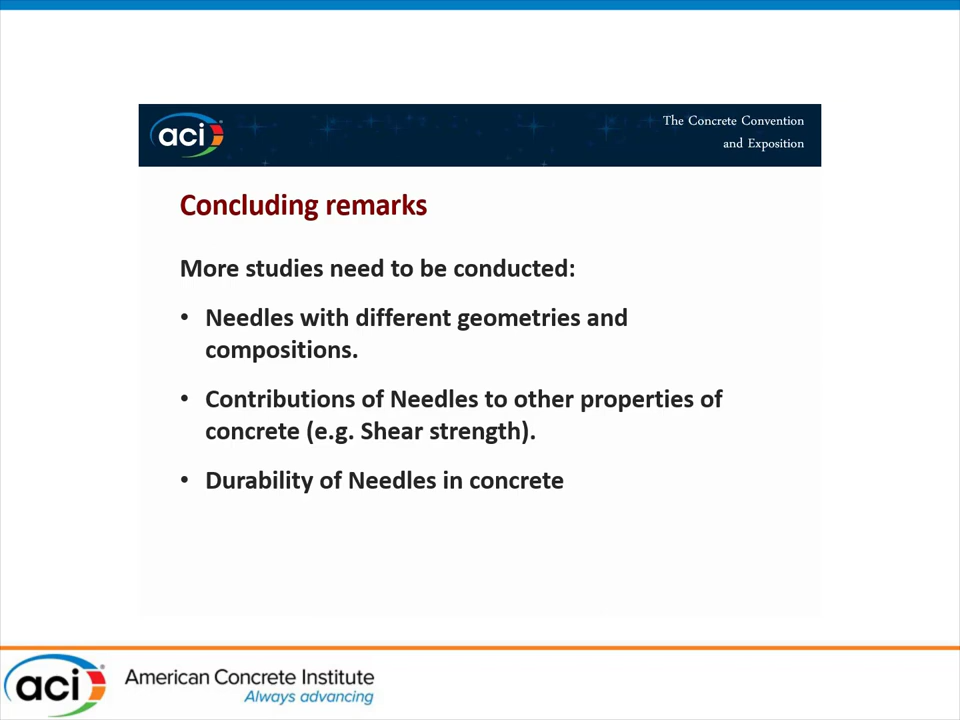 aci
The Concrete Convention
and Exposition
Concluding remarks
More studies need to be conducted:
• Needles with different geometries and
compositions.
• Contributions of Needles to other properties of
concrete (e.g. Shear strength).
• Durability of Needles in concrete
aci
American Concrete Institute
Always advancing